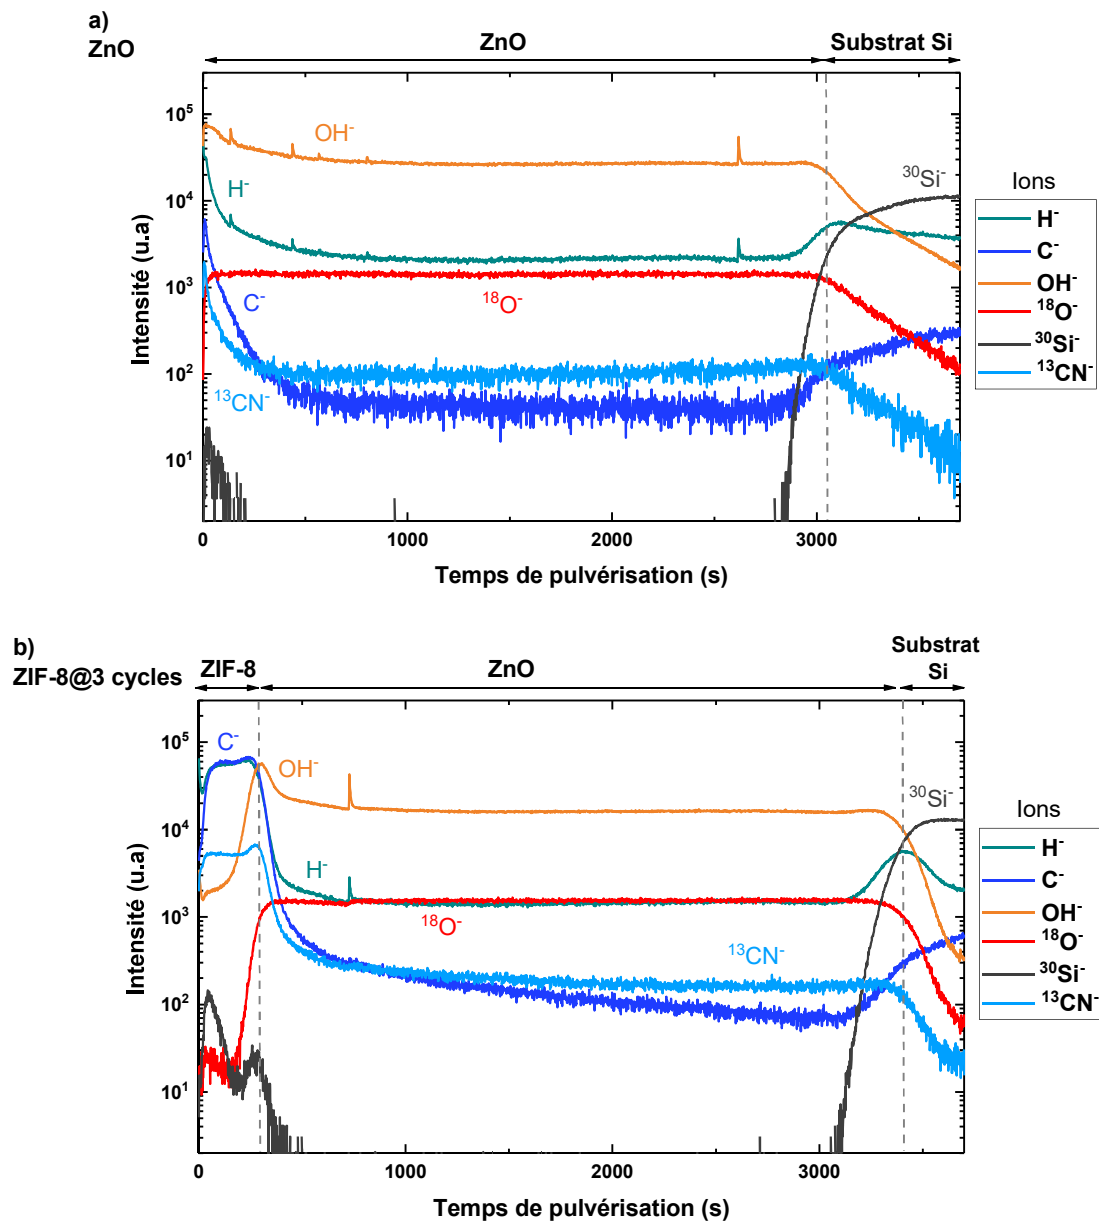 a)
ZnO
ZnO
Substrat Si
OH⁻
H⁻
C⁻
¹³CN⁻
¹⁸O⁻
³⁰Si⁻
Intensité (u.a)
10⁵
10⁴
10³
10²
10¹
0
1000
2000
3000
Temps de pulvérisation (s)
Ions
H⁻
C⁻
OH⁻
¹⁸O⁻
³⁰Si⁻
¹³CN⁻
b)
ZIF-8@3 cycles
ZIF-8
ZnO
Substrat
Si
C⁻
OH⁻
H⁻
¹⁸O⁻
¹³CN⁻
³⁰Si⁻
Intensité (u.a)
10⁵
10⁴
10³
10²
10¹
0
1000
2000
3000
Temps de pulvérisation (s)
Ions
H⁻
C⁻
OH⁻
¹⁸O⁻
³⁰Si⁻
¹³CN⁻